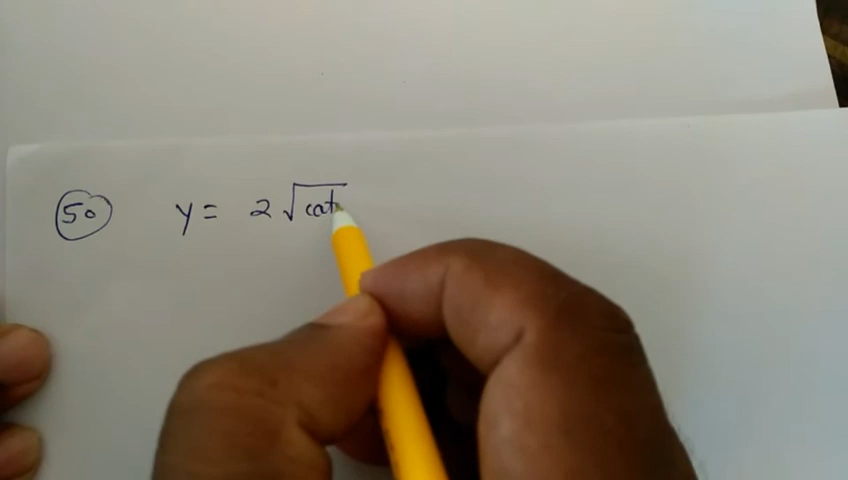 50 y = 2 √cot